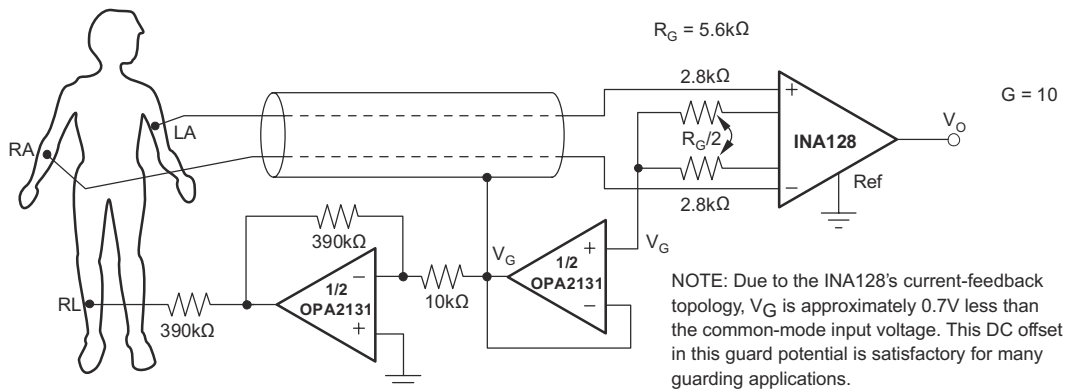 R_G = 5.6kΩ
2.8kΩ
G = 10
LA
RA
+
V_O
INA128
R_G/2
Ref
–
2.8kΩ
390kΩ
V_G
+
V_G
1/2
OPA2131
–
10kΩ
–
1/2
OPA2131
+
RL
390kΩ
NOTE: Due to the INA128's current-feedback
topology, V_G is approximately 0.7V less than
the common-mode input voltage. This DC offset
in this guard potential is satisfactory for many
guarding applications.